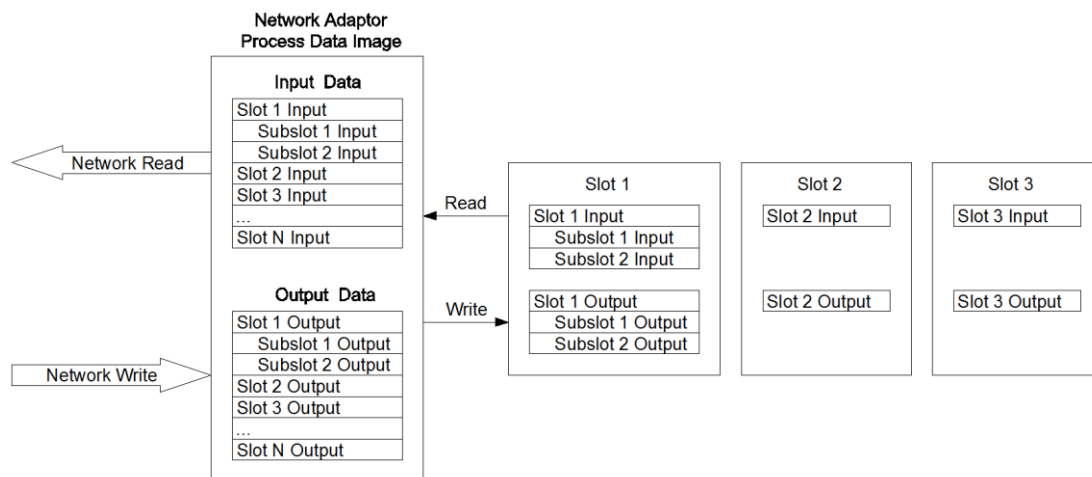 Network Adaptor
Process Data Image
Input Data
Slot 1 Input
Subslot 1 Input
Subslot 2 Input
Slot 2 Input
Slot 3 Input
...
Slot N Input
Network Read
Output Data
Slot 1 Output
Subslot 1 Output
Subslot 2 Output
Slot 2 Output
Slot 3 Output
...
Slot N Output
Network Write
Read
Write
Slot 1
Slot 1 Input
Subslot 1 Input
Subslot 2 Input
Slot 1 Output
Subslot 1 Output
Subslot 2 Output
Slot 2
Slot 2 Input
Slot 2 Output
Slot 3
Slot 3 Input
Slot 3 Output